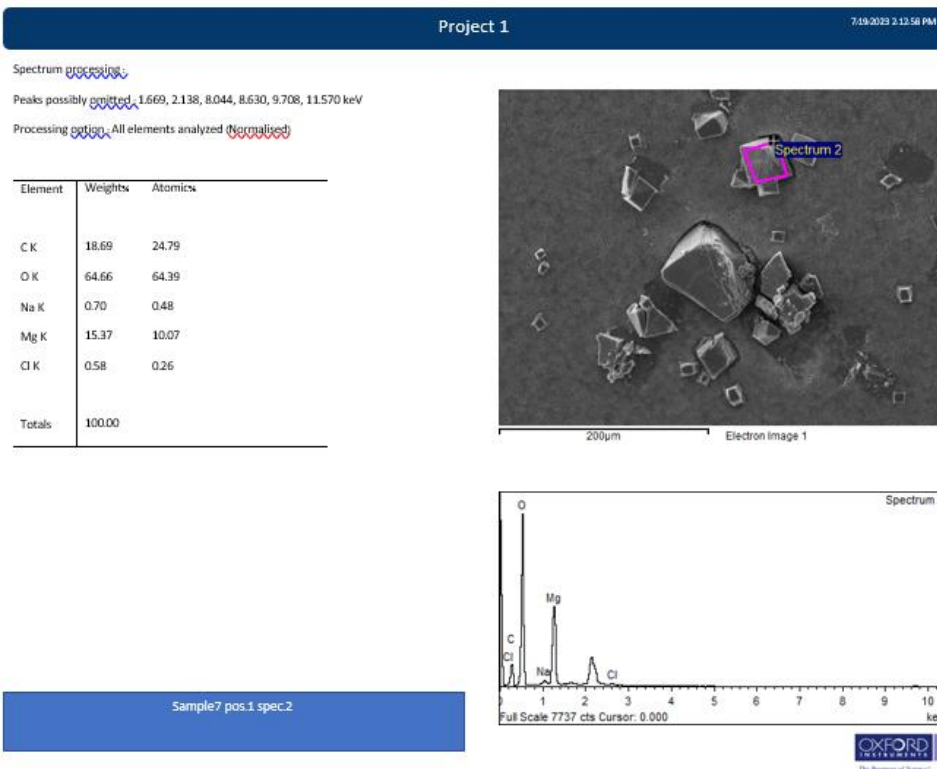 Project 1
7/19/2023 2:12:58 PM
Spectrum processing :
Peaks possibly omitted : 1.669, 2.138, 8.044, 8.630, 9.708, 11.570 keV
Processing option : All elements analyzed (Normalised)
Element Weight% Atomic%
C K 18.69 24.79
O K 64.66 64.39
Na K 0.70 0.48
Mg K 15.37 10.07
Cl K 0.58 0.26
Totals 100.00
Spectrum 2
200µm Electron Image 1
Spectrum
O
Mg
C
Cl
Na
Cl
1 2 3 4 5 6 7 8 9 10
Full Scale 7737 cts Cursor: 0.000 ke
Sample7 pos.1 spec.2
OXFORD
INSTRUMENTS